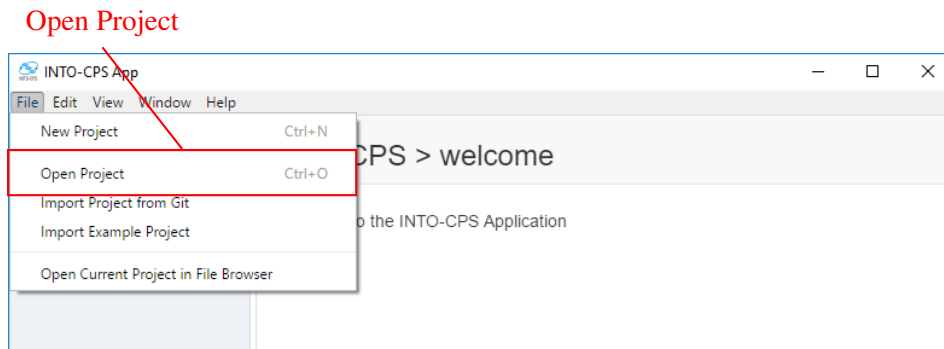 Open Project
INTO-CPS App
File Edit View Window Help
New Project Ctrl+N
CPS > welcome
Open Project Ctrl+O
Import Project from Git
o the INTO-CPS Application
Import Example Project
Open Current Project in File Browser